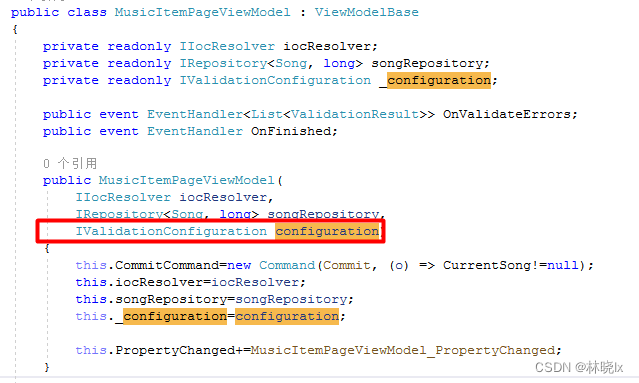 public class MusicItemPageViewModel : ViewModelBase
{
private readonly IIocResolver iocResolver;
private readonly IRepository<Song, long> songRepository;
private readonly IValidationConfiguration _configuration;
public event EventHandler<List<ValidationResult>> OnValidateErrors;
public event EventHandler OnFinished;
0 个引用
public MusicItemPageViewModel(
IIocResolver iocResolver,
IRepository<Song, long> songRepository,
IValidationConfiguration configuration)
{
this.CommitCommand=new Command(Commit, (o) => CurrentSong!=null);
this.iocResolver=iocResolver;
this.songRepository=songRepository;
this._configuration=configuration;
this.PropertyChanged+=MusicItemPageViewModel_PropertyChanged;
}
CSDN @林晓lx